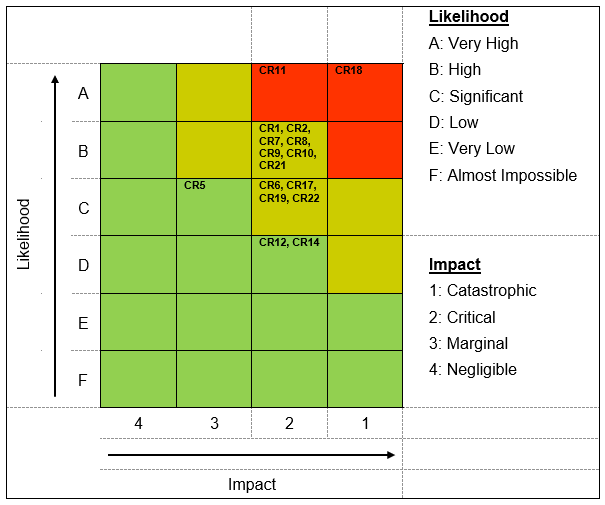 Likelihood
A: Very High
B: High
C: Significant
D: Low
E: Very Low
F: Almost Impossible
Impact
1: Catastrophic
2: Critical
3: Marginal
4: Negligible
Likelihood
A
CR11
CR18
B
CR1, CR2,
CR7, CR8,
CR9, CR10,
CR21
C
CR5
CR6, CR17,
CR19, CR22
D
CR12, CR14
E
F
4 3 2 1
Impact